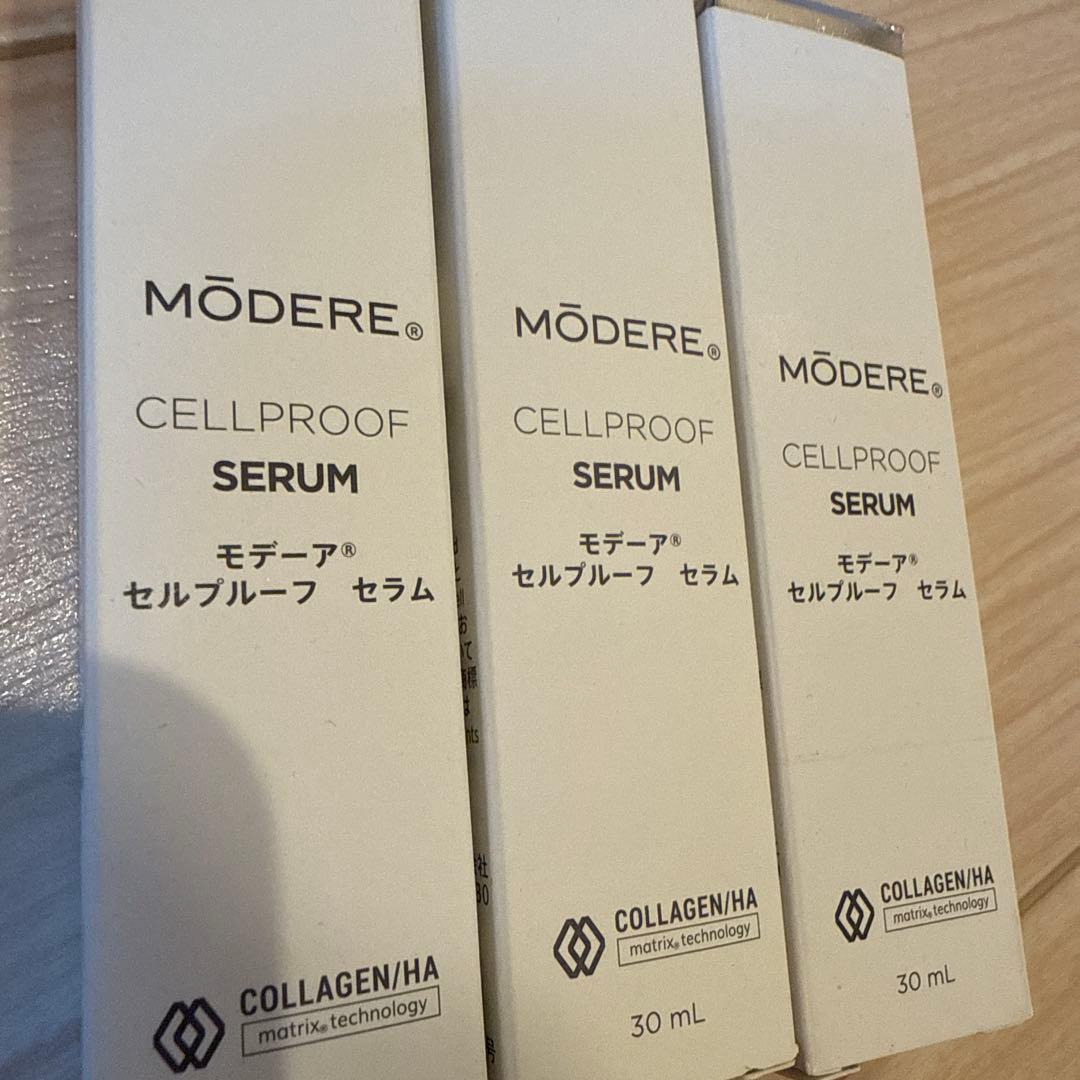 MŌDERE®
CELLPROOF
SERUM
モデーア®
セルプルーフ　セラム
COLLAGEN/HA
matrix® technology
MŌDERE®
CELLPROOF
SERUM
モデーア®
セルプルーフ　セラム
COLLAGEN/HA
matrix® technology
30 mL
MŌDERE®
CELLPROOF
SERUM
モデーア®
セルプルーフ　セラム
COLLAGEN/HA
matrix® technology
30 mL